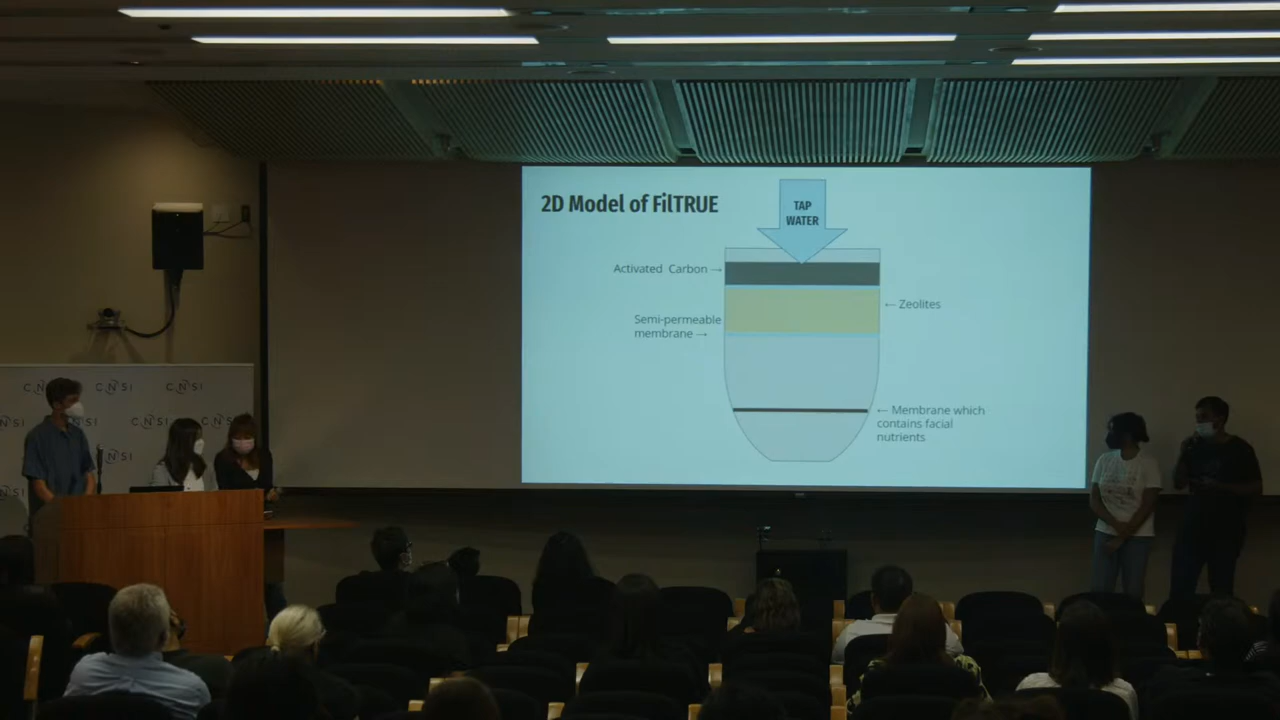 2D Model of FilTRUE
TAP
WATER
Activated Carbon →
← Zeolites
Semi-permeable
membrane →
← Membrane which
contains facial
nutrients
CNSI CNSI CNSI
CNSI CNSI
CNSI